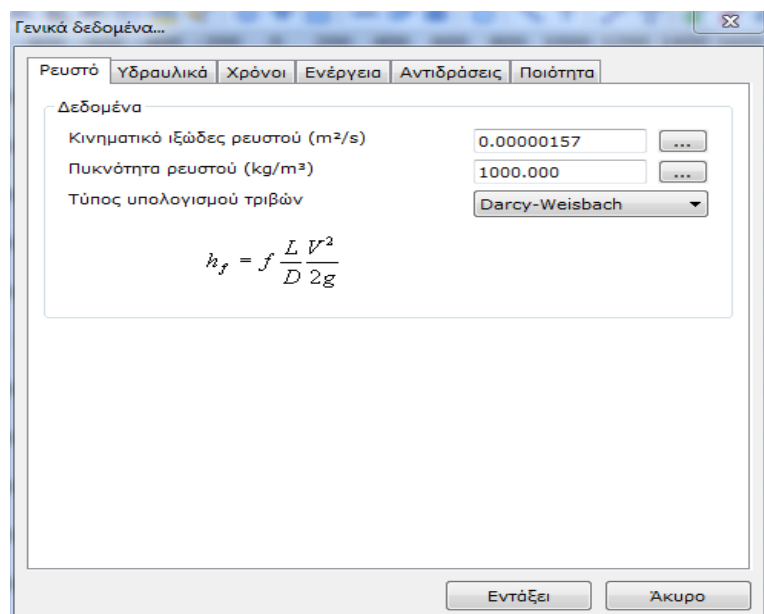 Γενικά δεδομένα...
Ρευστό Υδραυλικά Χρόνοι Ενέργεια Αντιδράσεις Ποιότητα
Δεδομένα
Κινηματικό ιξώδες ρευστού (m²/s) 0.00000157 ...
Πυκνότητα ρευστού (kg/m³) 1000.000 ...
Τύπος υπολογισμού τριβών Darcy-Weisbach
h_f = f L/D V²/2g
Εντάξει Άκυρο